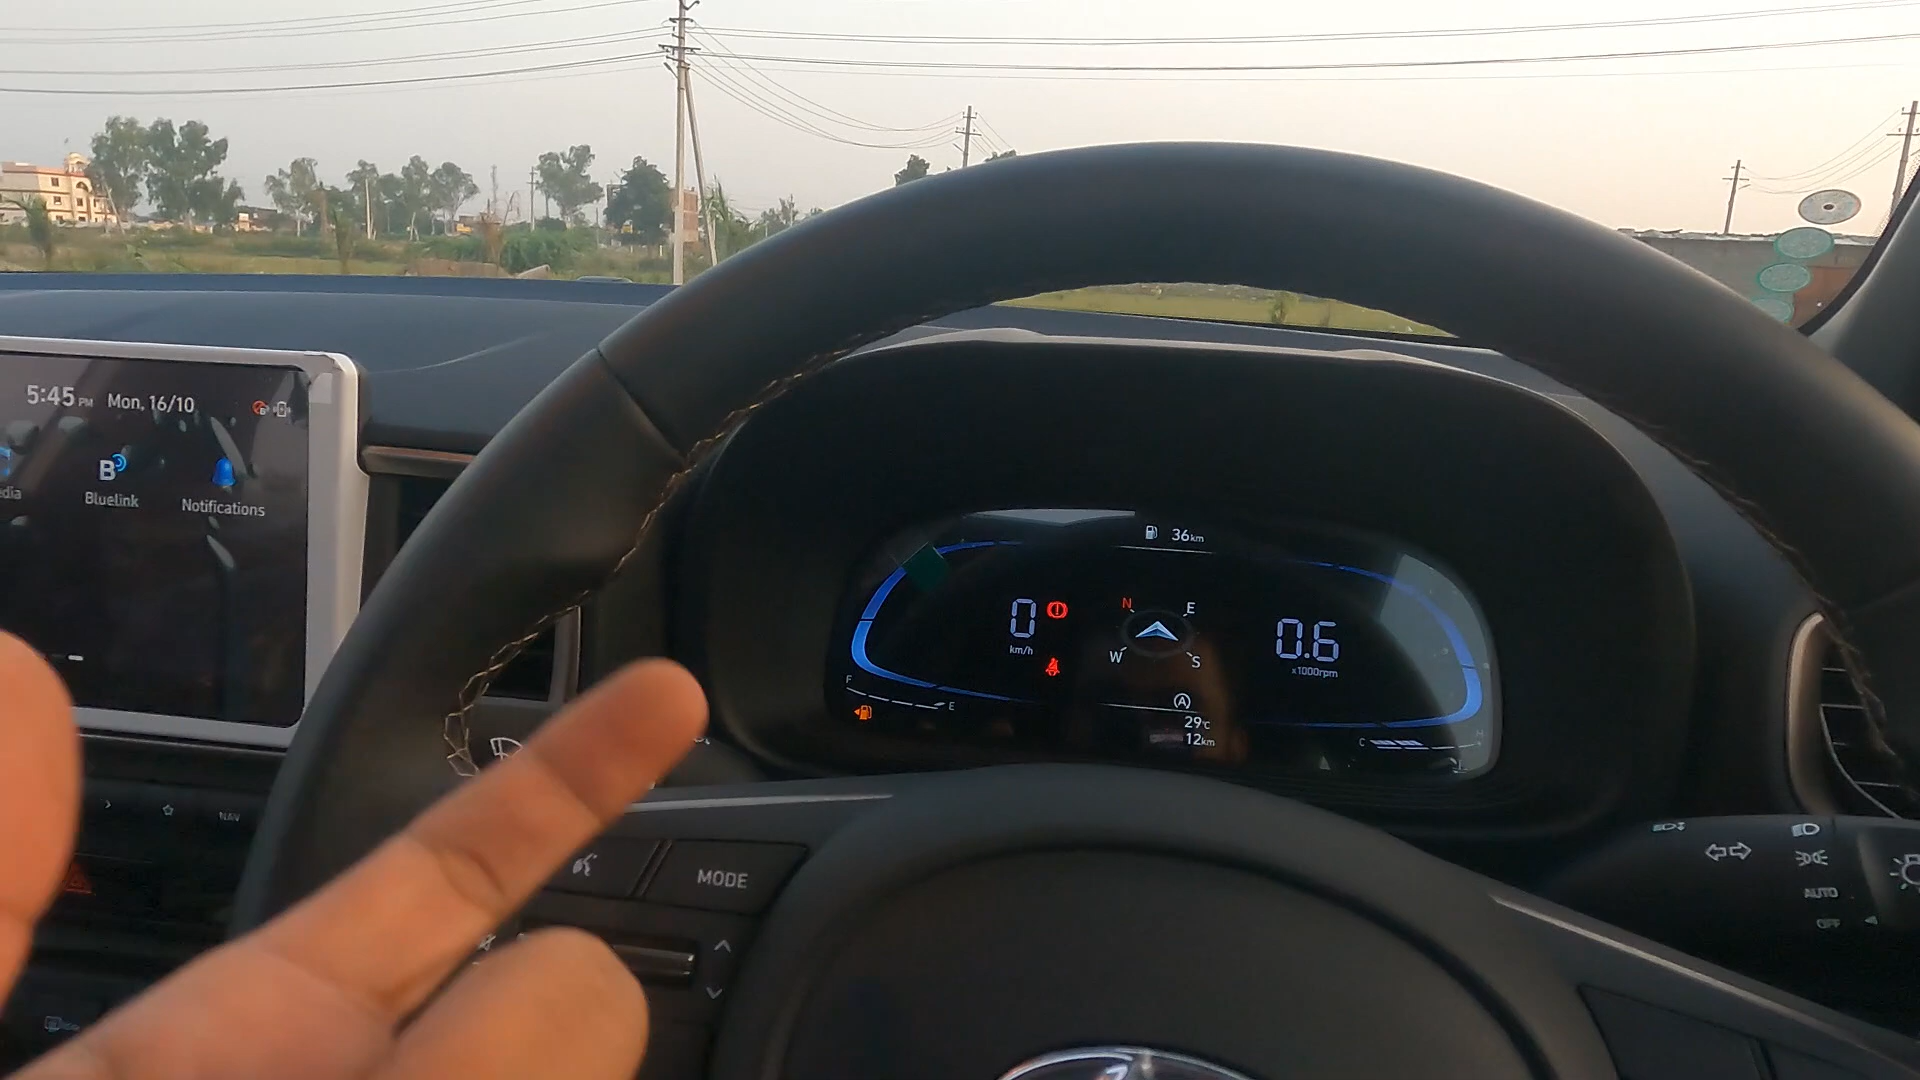 5:45 PM Mon, 16/10
Bluelink
Notifications
36km
0
km/h
N
E
W
S
0.6
x1000rpm
F
E
A
29°c
12km
C
H
NAV
MODE
AUTO
OFF